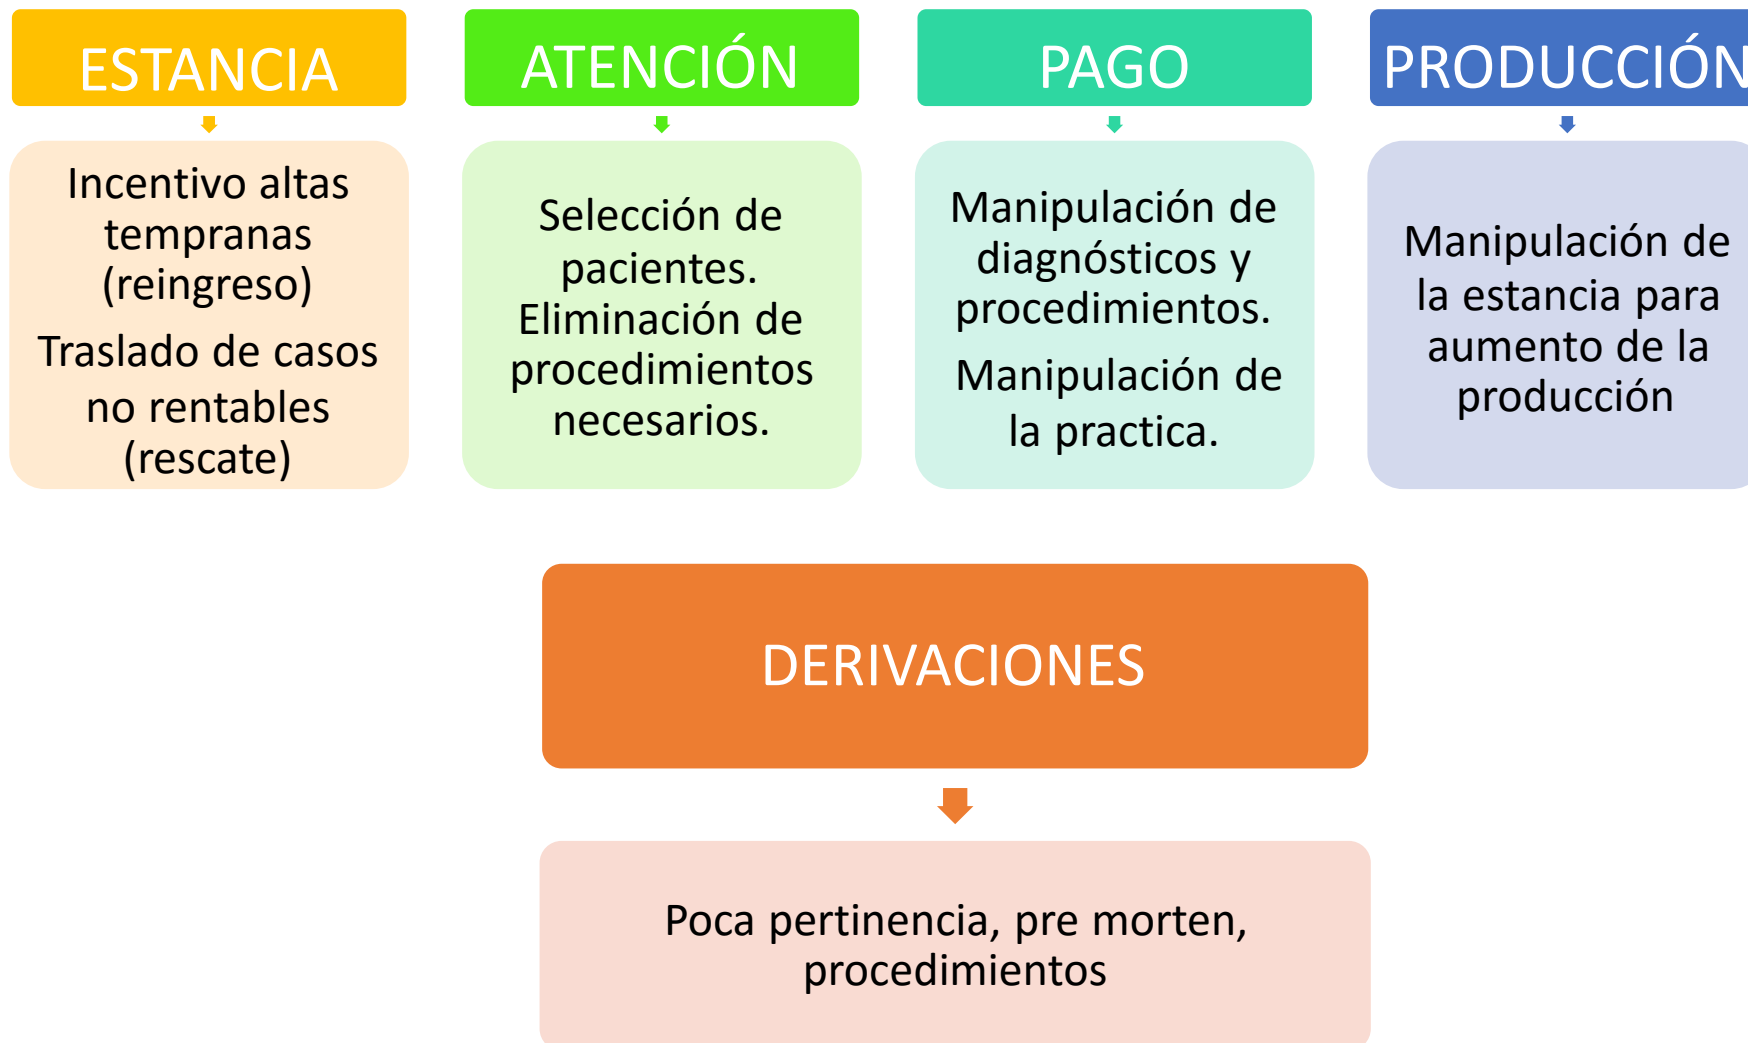 ESTANCIA
Incentivo altas
tempranas
(reingreso)
Traslado de casos
no rentables
(rescate)
ATENCIÓN
Selección de
pacientes.
Eliminación de
procedimientos
necesarios.
PAGO
Manipulación de
diagnósticos y
procedimientos.
Manipulación de
la practica.
PRODUCCIÓN
Manipulación de
la estancia para
aumento de la
producción
DERIVACIONES
Poca pertinencia, pre morten,
procedimientos